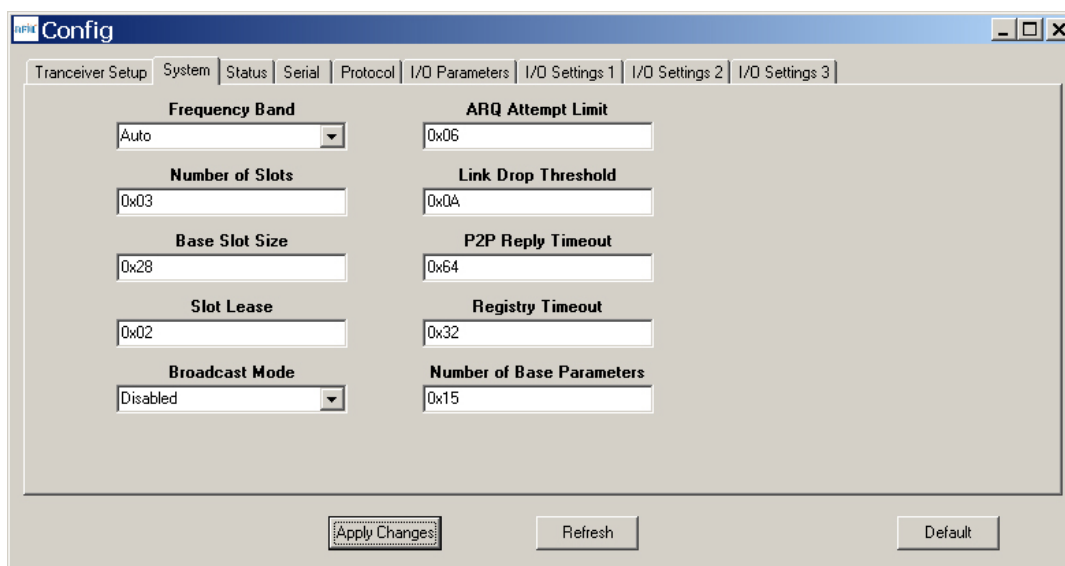 RFM Config
Tranceiver Setup System Status Serial Protocol I/O Parameters I/O Settings 1 I/O Settings 2 I/O Settings 3
Frequency Band ARQ Attempt Limit
Auto 0x06
Number of Slots Link Drop Threshold
0x03 0x0A
Base Slot Size P2P Reply Timeout
0x28 0x64
Slot Lease Registry Timeout
0x02 0x32
Broadcast Mode Number of Base Parameters
Disabled 0x15
Apply Changes Refresh Default